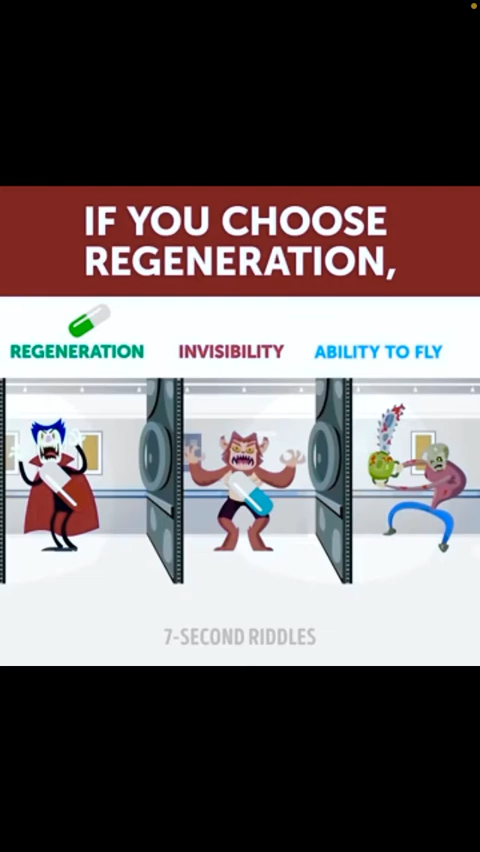 IF YOU CHOOSE
REGENERATION,
REGENERATION INVISIBILITY ABILITY TO FLY
7-SECOND RIDDLES